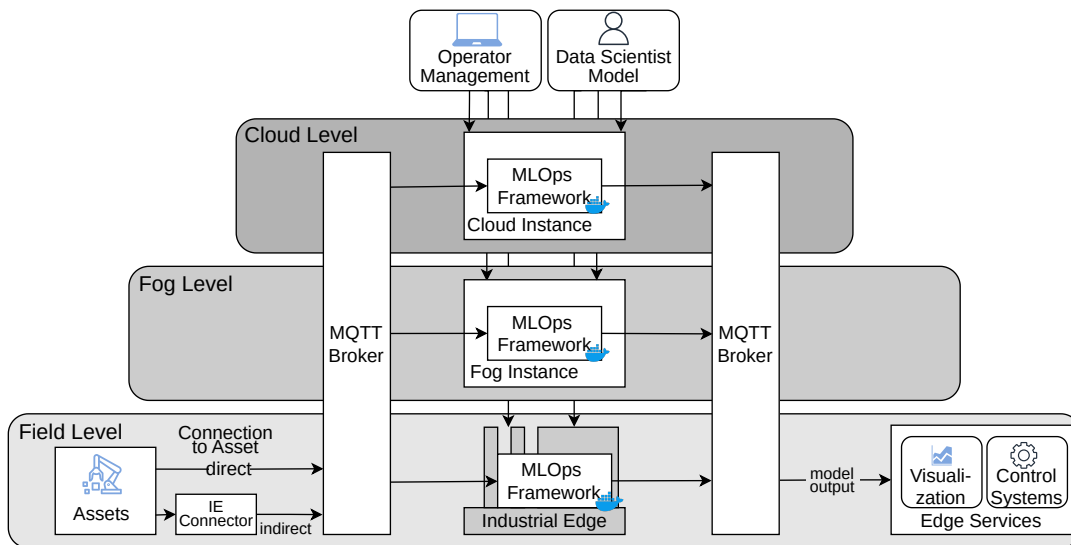 Operator
Management
Data Scientist
Model
Cloud Level
MLOps
Framework
Cloud Instance
Fog Level
MLOps
Framework
Fog Instance
MQTT
Broker
MQTT
Broker
Field Level
Connection
to Asset
direct
Assets
IE
Connector
indirect
MLOps
Framework
Industrial Edge
model
output
Visuali-
zation
Control
Systems
Edge Services